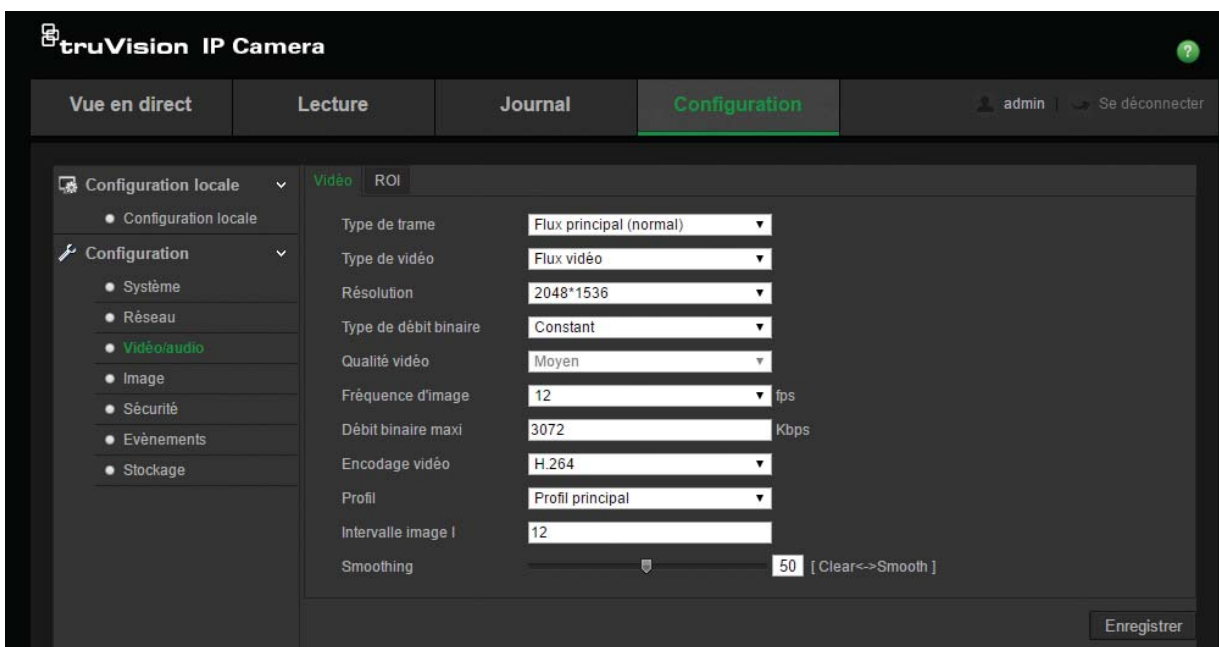 truVision IP Camera
?
Vue en direct Lecture Journal Configuration admin | Se déconnecter
Configuration locale
Configuration locale
Configuration
Système
Réseau
Vidéo/audio
Image
Sécurité
Evènements
Stockage
Vidéo ROI
Type de trame Flux principal (normal)
Type de vidéo Flux vidéo
Résolution 2048*1536
Type de débit binaire Constant
Qualité vidéo Moyen
Fréquence d'image 12 fps
Débit binaire maxi 3072 Kbps
Encodage vidéo H.264
Profil Profil principal
Intervalle image I 12
Smoothing 50 [ Clear<->Smooth ]
Enregistrer